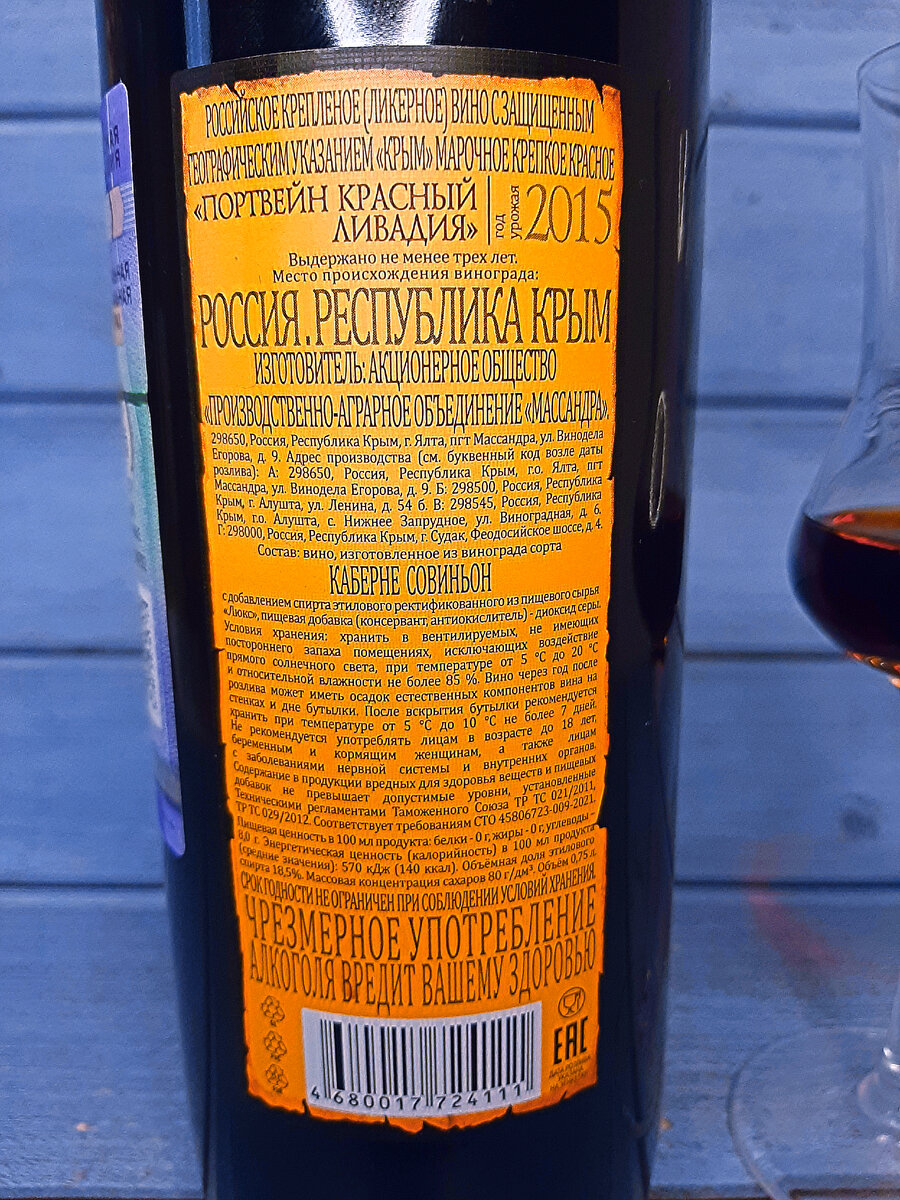 РОССИЙСКОЕ КРЕПЛЕНОЕ (ЛИКЕРНОЕ) ВИНО С ЗАЩИЩЕННЫМ
ГЕОГРАФИЧЕСКИМ УКАЗАНИЕМ «КРЫМ» МАРОЧНОЕ КРЕПКОЕ КРАСНОЕ
«ПОРТВЕЙН КРАСНЫЙ
ЛИВАДИЯ»
год
урожая
2015
Выдержано не менее трех лет.
Место происхождения винограда:
РОССИЯ. РЕСПУБЛИКА КРЫМ
ИЗГОТОВИТЕЛЬ: АКЦИОНЕРНОЕ ОБЩЕСТВО
«ПРОИЗВОДСТВЕННО-АГРАРНОЕ ОБЪЕДИНЕНИЕ «МАССАНДРА».
298650, Россия, Республика Крым, г. Ялта, пгт Массандра, ул. Винодела
Егорова, д. 9. Адрес производства (см. буквенный код возле даты
розлива): А: 298650, Россия, Республика Крым, г.о. Ялта, пгт
Массандра, ул. Винодела Егорова, д. 9. Б: 298500, Россия, Республика
Крым, г. Алушта, ул. Ленина, д. 54 б. В: 298545, Россия, Республика
Крым, г.о. Алушта, с. Нижнее Запрудное, ул. Виноградная, д. 6.
Г: 298000, Россия, Республика Крым, г. Судак, Феодосийское шоссе, д. 4.
Состав: вино, изготовленное из винограда сорта
КАБЕРНЕ СОВИНЬОН
с добавлением спирта этилового ректификованного из пищевого сырья
«Люкс», пищевая добавка (консервант, антиокислитель) - диоксид серы.
Условия хранения: хранить в вентилируемых, не имеющих
постороннего запаха помещениях, исключающих воздействие
прямого солнечного света, при температуре от 5 °С до 20 °С
и относительной влажности не более 85 %. Вино через год после
розлива может иметь осадок естественных компонентов вина на
стенках и дне бутылки. После вскрытия бутылки рекомендуется
хранить при температуре от 5 °С до 10 °С не более 7 дней.
Не рекомендуется употреблять лицам в возрасте до 18 лет,
беременным и кормящим женщинам, а также лицам
с заболеваниями нервной системы и внутренних органов.
Содержание в продукции вредных для здоровья веществ и пищевых
добавок не превышает допустимые уровни, установленные
Техническими регламентами Таможенного Союза ТР ТС 021/2011,
ТР ТС 029/2012. Соответствует требованиям СТО 45806723-009-2021.
Пищевая ценность в 100 мл продукта: белки - 0 г, жиры - 0 г, углеводы -
8,0 г. Энергетическая ценность (калорийность) в 100 мл продукта
(средние значения): 570 кДж (140 ккал). Объёмная доля этилового
спирта 18,5%. Массовая концентрация сахаров 80 г/дм³. Объём 0,75 л.
СРОК ГОДНОСТИ НЕ ОГРАНИЧЕН ПРИ СОБЛЮДЕНИИ УСЛОВИЙ ХРАНЕНИЯ.
ЧРЕЗМЕРНОЕ УПОТРЕБЛЕНИЕ
АЛКОГОЛЯ ВРЕДИТ ВАШЕМУ ЗДОРОВЬЮ
EAC
4 680017 724111